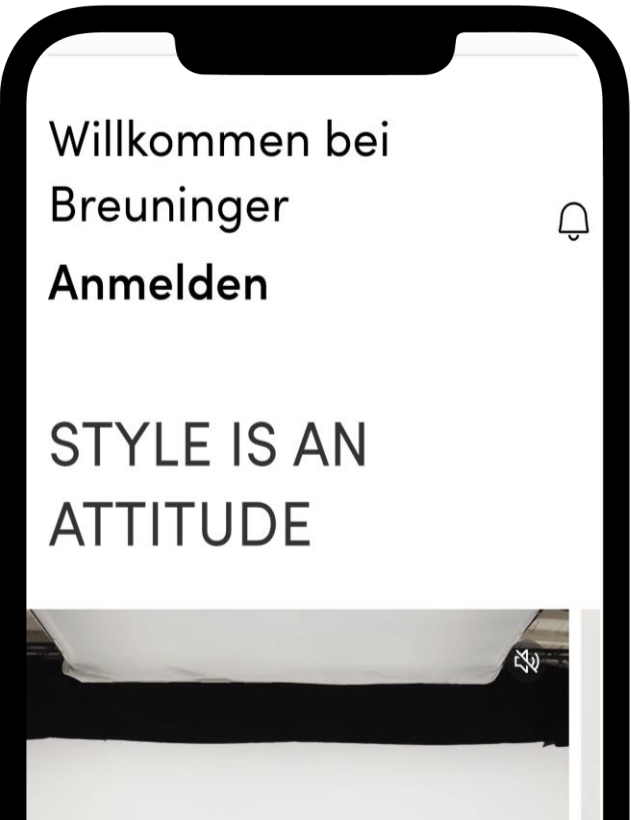 Willkommen bei
Breuninger
Anmelden
STYLE IS AN
ATTITUDE